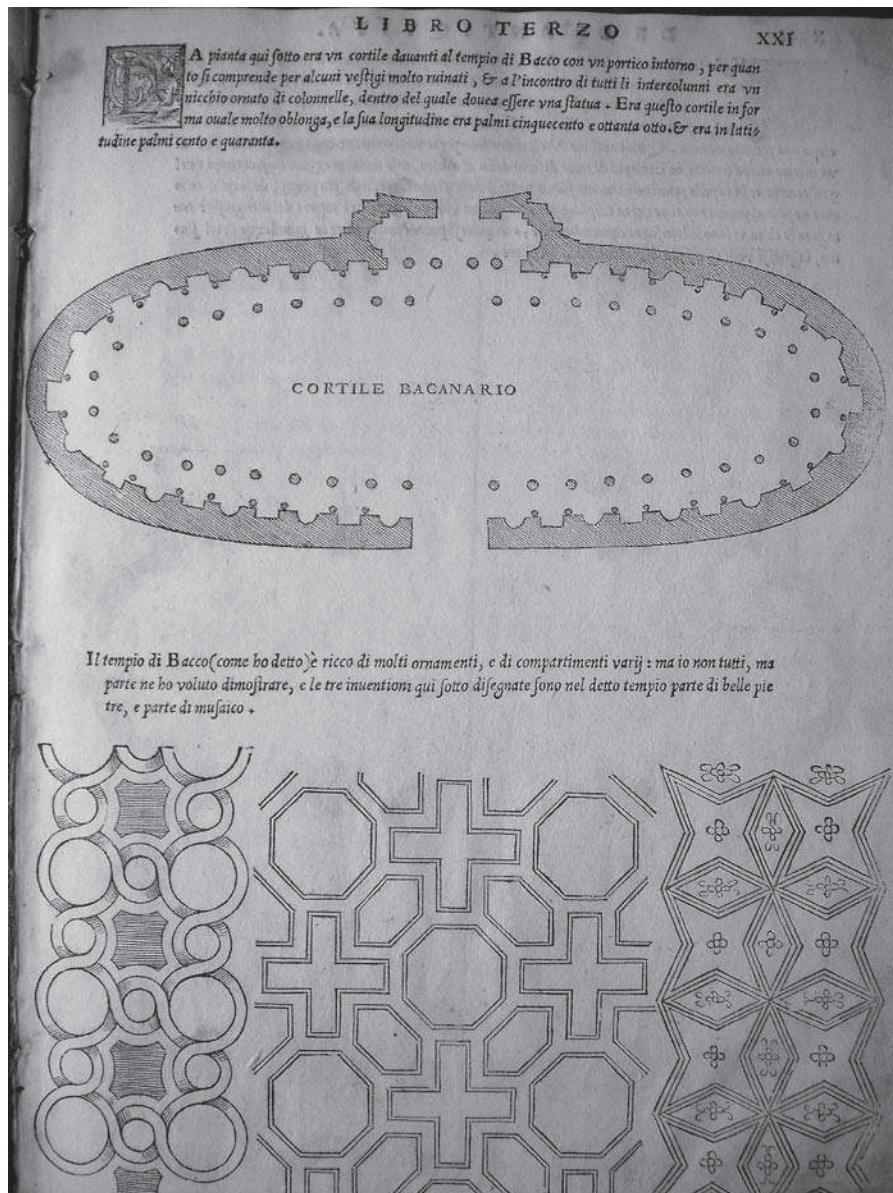 LIBRO TERZO
XXI
LA pianta qui ſotto era vn cortile dauanti al tempio di Bacco con vn portico intorno, per quan
to ſi comprende per alcuni veſtigi molto ruinati, & a l'incontro di tutti li intercolunni era vn
nicchio ornato di colonnelle, dentro del quale douea eſſere vna ſtatua. Era queſto cortile in for
ma ouale molto oblonga, e la ſua longitudine era palmi cinquecento e ottanta otto. & era in lati-
tudine palmi cento e quaranta.
CORTILE BACANARIO
Il tempio di Bacco (come ho detto) è ricco di molti ornamenti, e di compartimenti varij: ma io non tutti, ma
parte ne ho voluto dimoſtrare, e le tre inuentioni qui ſotto diſegnate ſono nel detto tempio parte di belle pie
tre, e parte di muſaico.